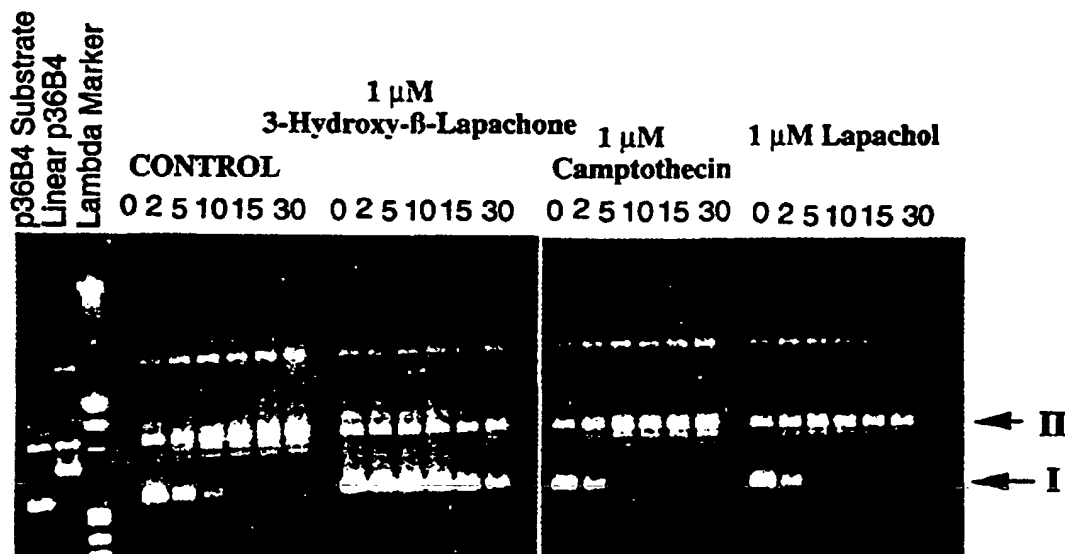 p36B4 Substrate
Linear p36B4
Lambda Marker
CONTROL
0 2 5 10 15 30
1 µM
3-Hydroxy-ß-Lapachone
0 2 5 10 15 30
1 µM
Camptothecin
0 2 5 10 15 30
1 µM Lapachol
0 2 5 10 15 30
II
I